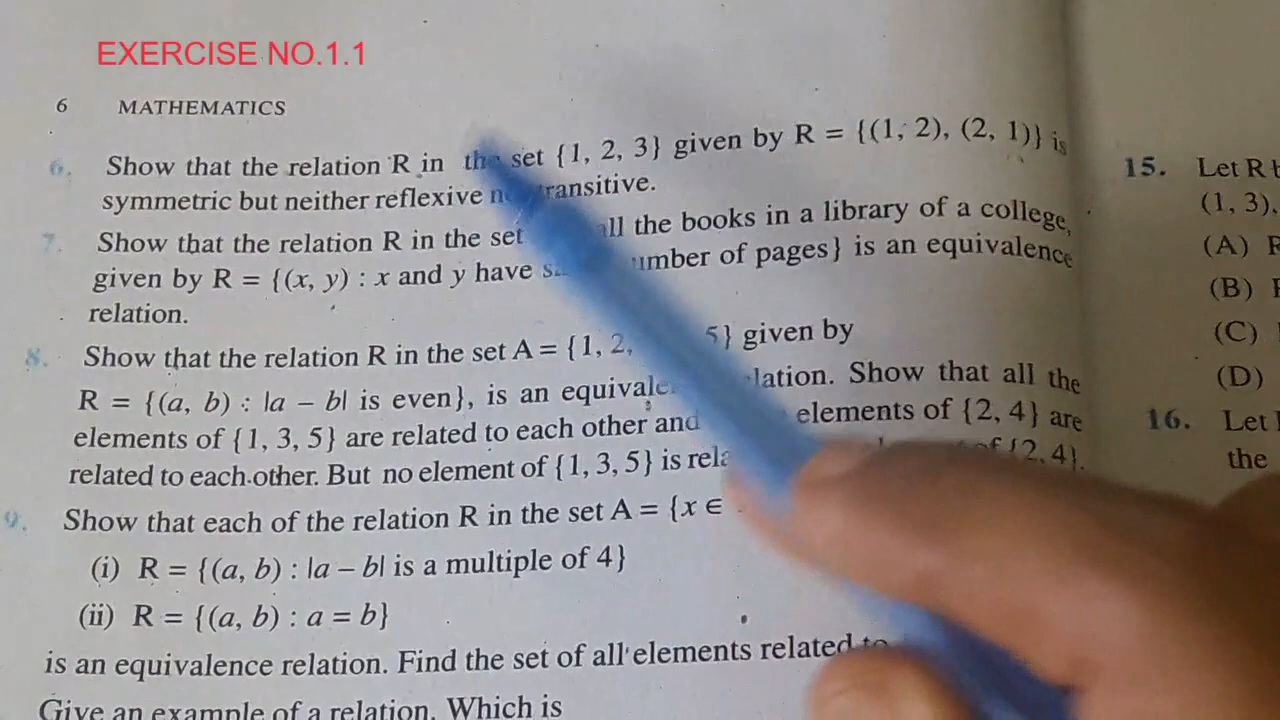 EXERCISE NO.1.1
6 MATHEMATICS
6. Show that the relation R in the set {1, 2, 3} given by R = {(1, 2), (2, 1)} is
symmetric but neither reflexive transitive.
7. Show that the relation R in the set all the books in a library of a college,
given by R = {(x, y) : x and y have of pages} is an equivalence
relation.
8. Show that the relation R in the set A = {1, 2, 5} given by
R = {(a, b) : |a – b| is even}, is an Show that all the
elements of {1, 3, 5} are related to each other and elements of {2, 4} are
related to each other. But no element of {1, 3, 5} is of {2, 4}.
9. Show that each of the relation R in the set A = {x ∈
(i) R = {(a, b) : |a – b| is a multiple of 4}
(ii) R = {(a, b) : a = b}
is an equivalence relation. Find the set of all elements related to
Give an example of a relation. Which is
15. Let R
(1, 3),
(A)
(B)
(C)
(D)
16. Let
the